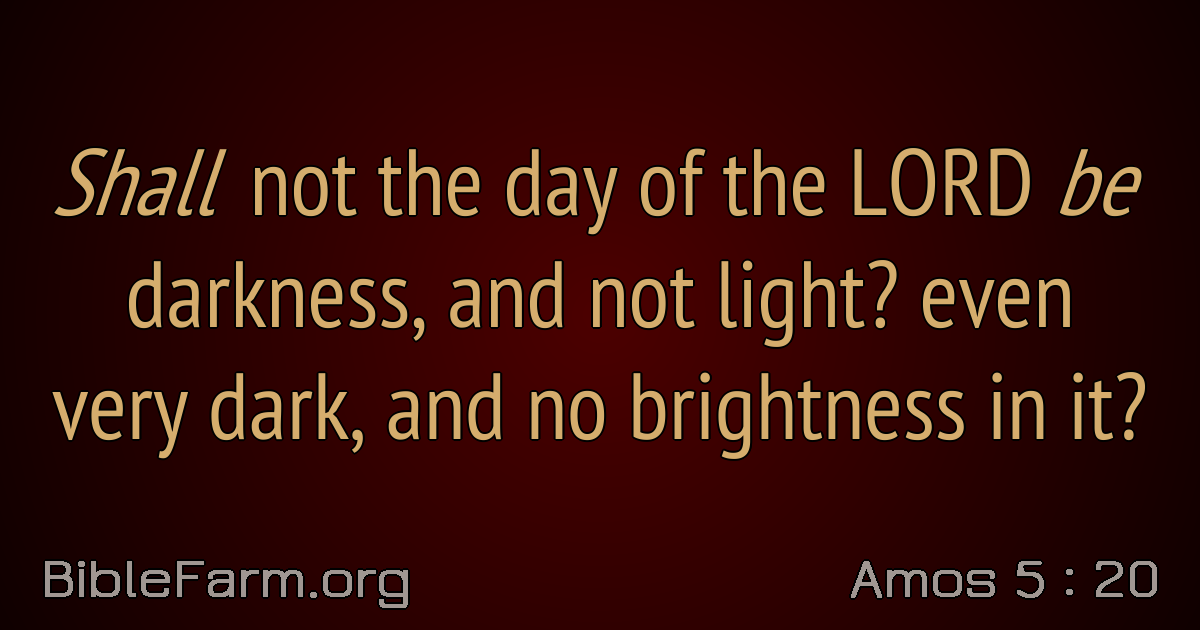 Shall not the day of the LORD be
darkness, and not light? even
very dark, and no brightness in it?
BibleFarm.org
Amos 5 : 20